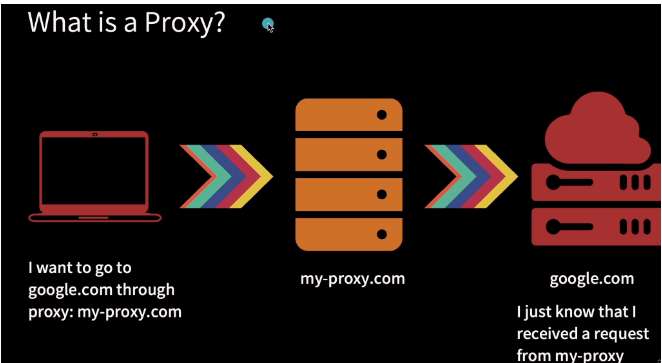 What is a Proxy?
my-proxy.com
google.com
I want to go to
google.com through
proxy: my-proxy.com
I just know that I
received a request
from my-proxy